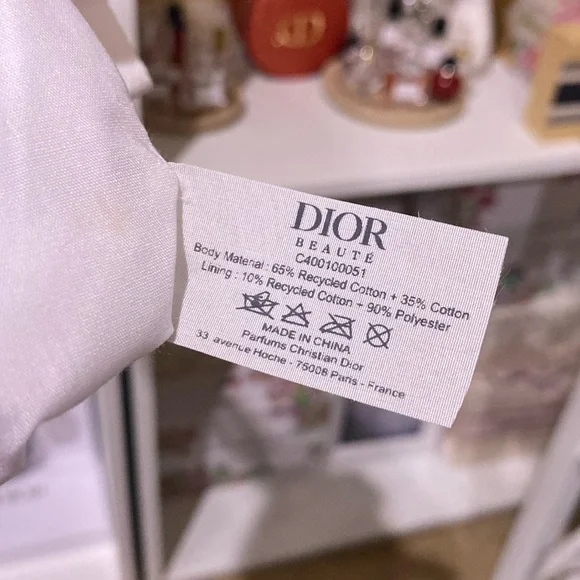 DIOR
BEAUTÉ
C400100051
Body Material : 65% Recycled Cotton + 35% Cotton
Lining : 10% Recycled Cotton + 90% Polyester
MADE IN CHINA
Parfums Christian Dior
33 avenue Hoche - 75008 Paris - France